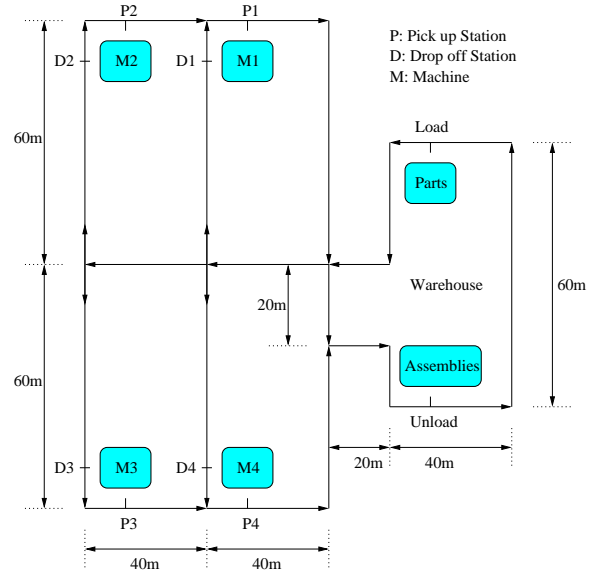 P2
P1
P: Pick up Station
D: Drop off Station
M: Machine
D2
M2
D1
M1
Load
60m
Parts
Warehouse
60m
20m
60m
Assemblies
Unload
D3
M3
D4
M4
20m
40m
P3
P4
40m
40m